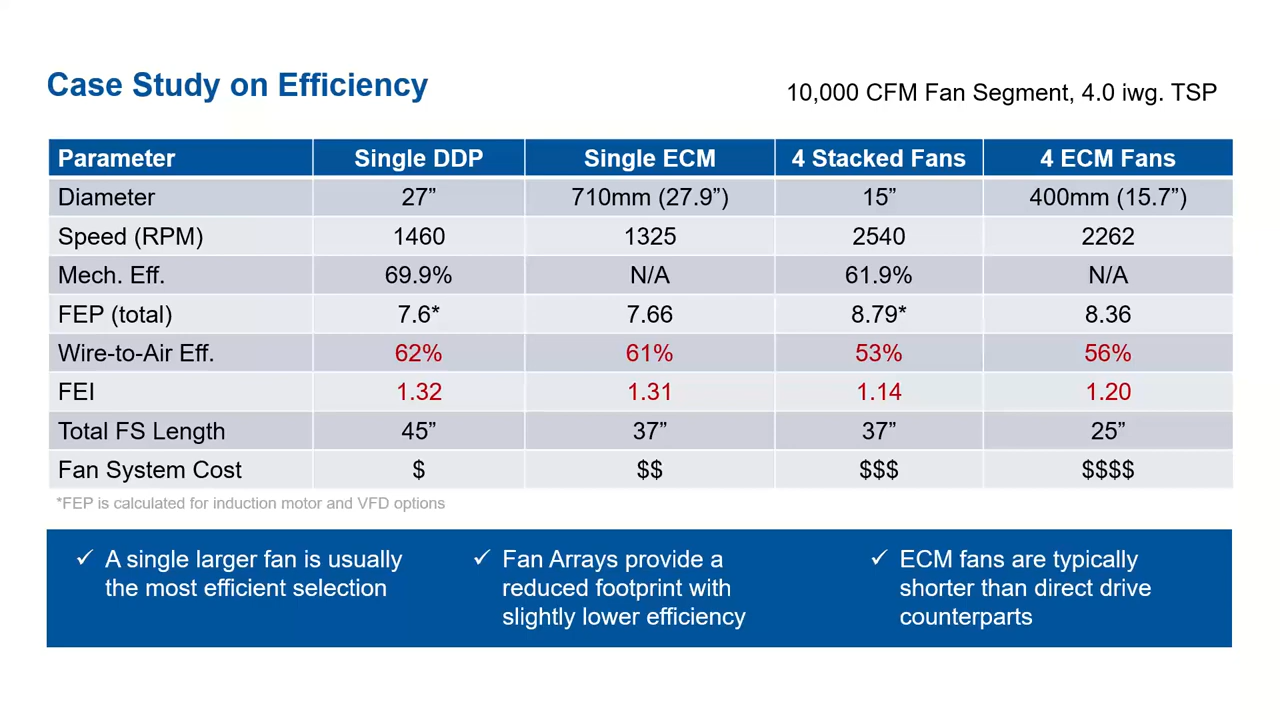 Case Study on Efficiency
10,000 CFM Fan Segment, 4.0 iwg. TSP
Parameter Single DDP Single ECM 4 Stacked Fans 4 ECM Fans
Diameter 27” 710mm (27.9”) 15” 400mm (15.7”)
Speed (RPM) 1460 1325 2540 2262
Mech. Eff. 69.9% N/A 61.9% N/A
FEP (total) 7.6* 7.66 8.79* 8.36
Wire-to-Air Eff. 62% 61% 53% 56%
FEI 1.32 1.31 1.14 1.20
Total FS Length 45” 37” 37” 25”
Fan System Cost $ $$ $$$ $$$$
*FEP is calculated for induction motor and VFD options
✓ A single larger fan is usually
the most efficient selection
✓ Fan Arrays provide a
reduced footprint with
slightly lower efficiency
✓ ECM fans are typically
shorter than direct drive
counterparts